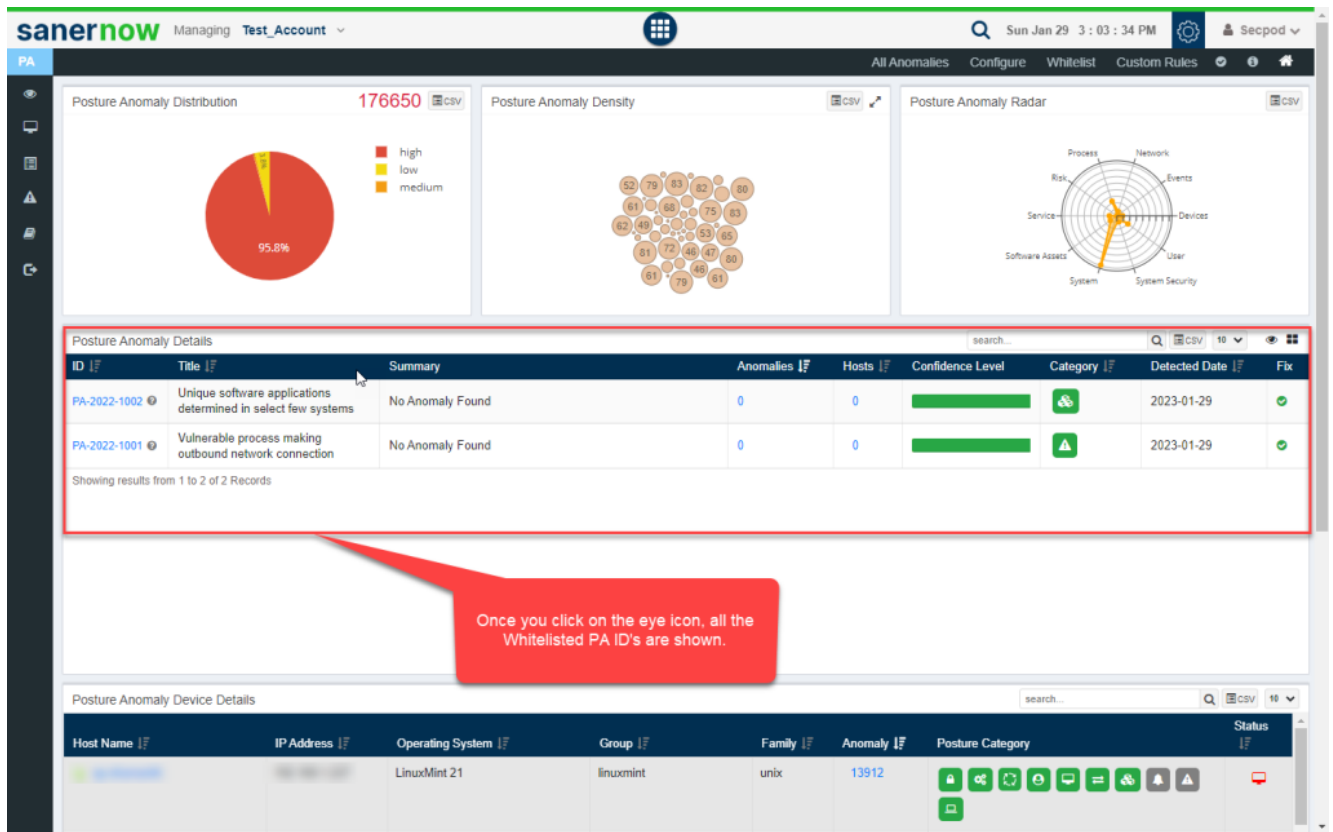 sanernow Managing Test_Account
Sun Jan 29 3 : 03 : 34 PM
Secpod
PA
All Anomalies Configure Whitelist Custom Rules
Posture Anomaly Distribution 176650 CSV
high
low
medium
95.8%
Posture Anomaly Density CSV
52 79 83 82 80
61 68 75 83
62 49 53 65
81 72 46 47 80
61 79 46 61
Posture Anomaly Radar CSV
Process Network
Risk Events
Service Devices
Software Assets User
System System Security
Posture Anomaly Details search... CSV 10
ID Title Summary Anomalies Hosts Confidence Level Category Detected Date Fix
PA-2022-1002 Unique software applications determined in select few systems No Anomaly Found 0 0 2023-01-29
PA-2022-1001 Vulnerable process making outbound network connection No Anomaly Found 0 0 2023-01-29
Showing results from 1 to 2 of 2 Records
Once you click on the eye icon, all the
Whitelisted PA ID's are shown.
Posture Anomaly Device Details search... CSV 10
Host Name IP Address Operating System Group Family Anomaly Posture Category Status
LinuxMint 21 linuxmint unix 13912